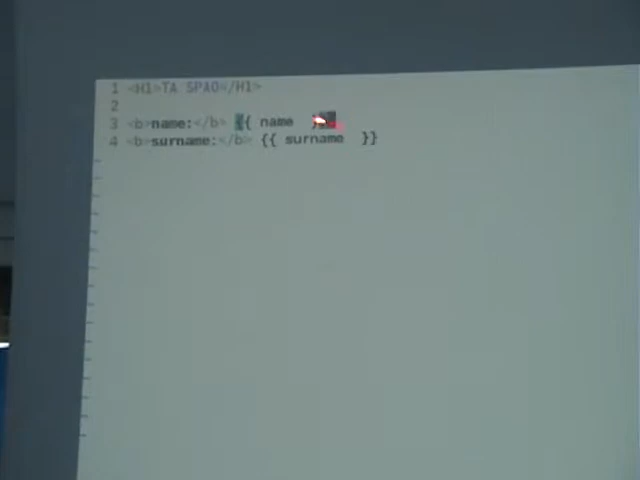 1 <H1>TA SPAO</H1>
2
3 <b>name:</b> {{ name }}
4 <b>surname:</b> {{ surname }}